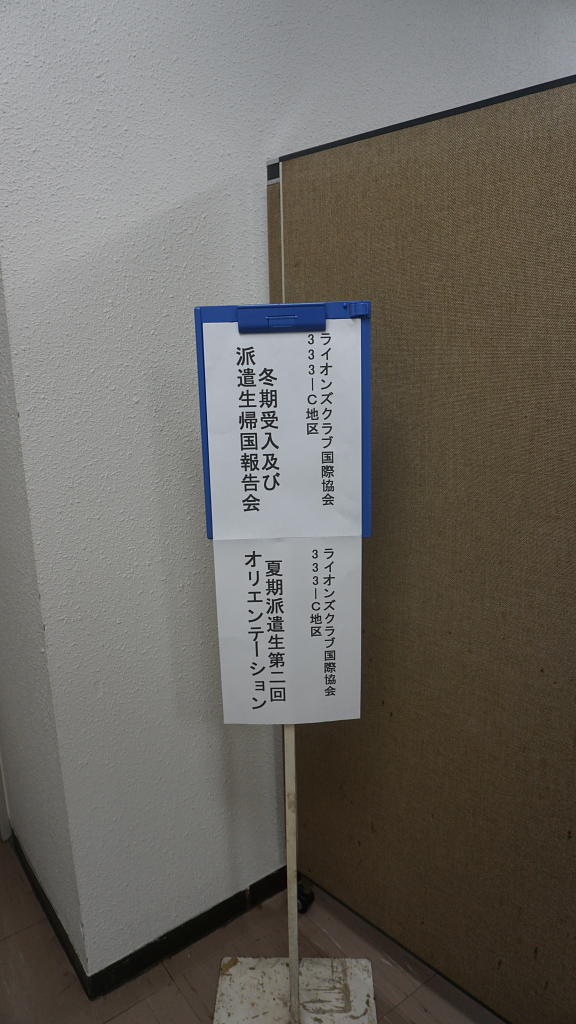 ライオンズクラブ国際協会
333―C地区
冬期受入及び
派遣生帰国報告会
ライオンズクラブ国際協会
333―C地区
夏期派遣生第二回
オリエンテーション